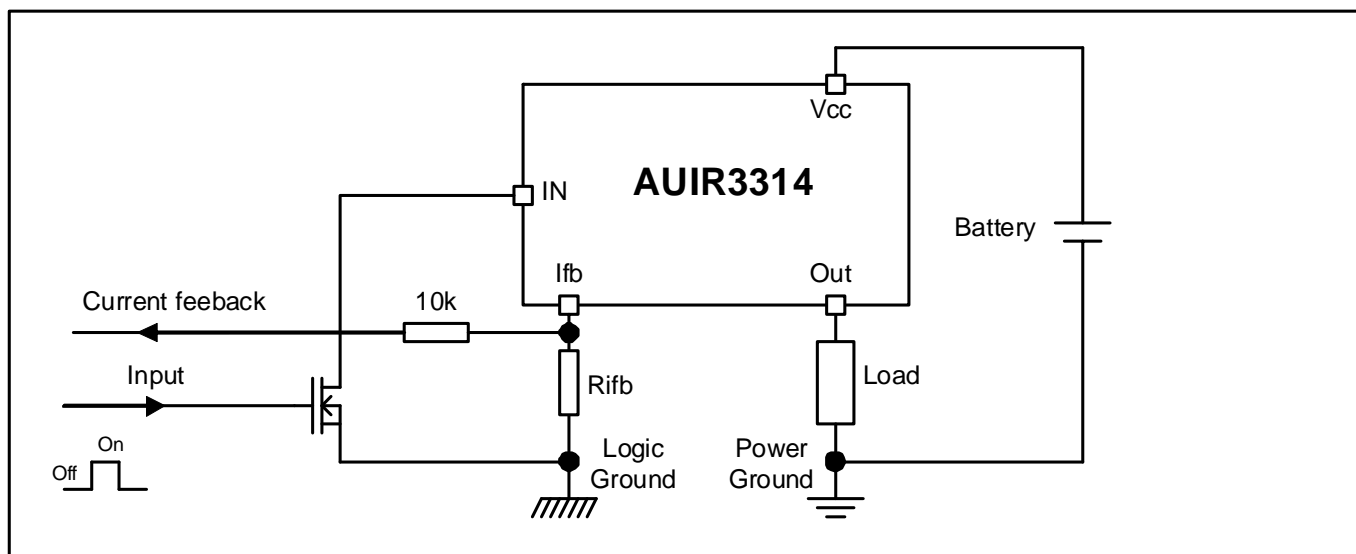 Vcc
AUIR3314
IN
Battery
Ifb
Out
Current feeback
10k
Input
Rifb
Load
On
Off
Logic
Ground
Power
Ground